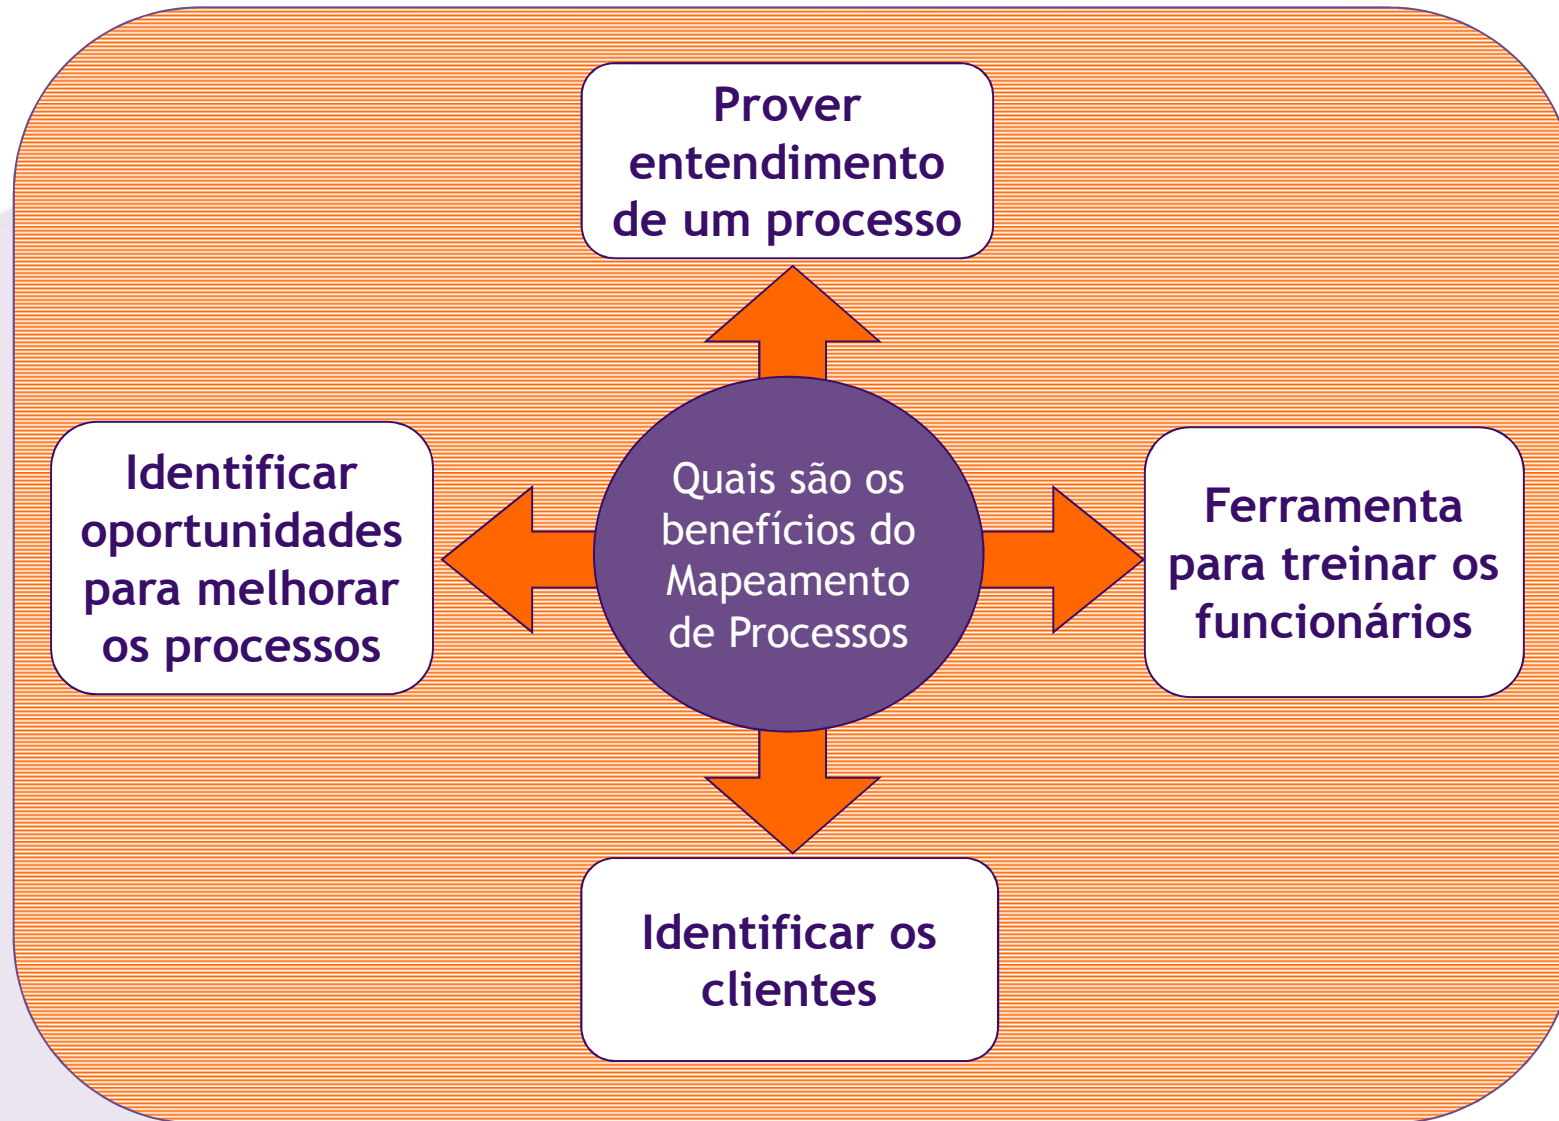 Prover
entendimento
de um processo
Identificar
oportunidades
para melhorar
os processos
Quais são os
benefícios do
Mapeamento
de Processos
Ferramenta
para treinar os
funcionários
Identificar os
clientes